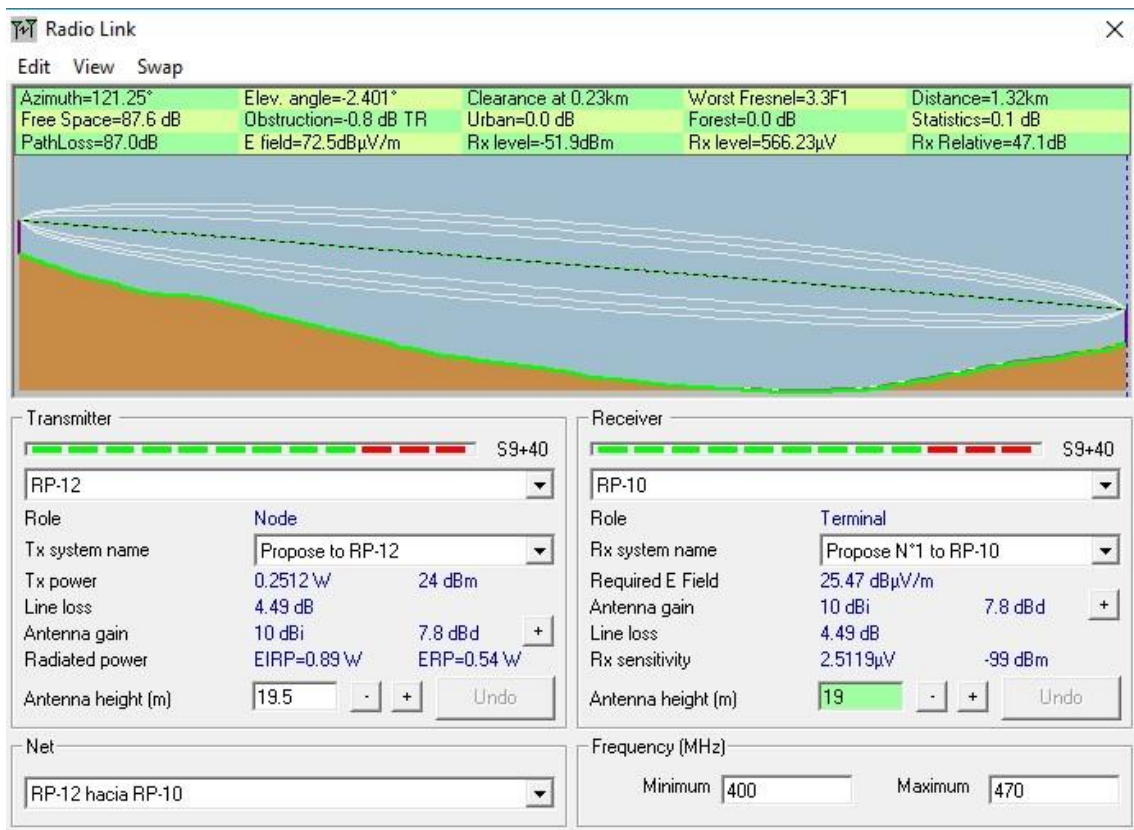 Radio Link
Edit View Swap
Azimuth=121.25° Elev. angle=-2.401° Clearance at 0.23km Worst Fresnel=3.3F1 Distance=1.32km
Free Space=87.6 dB Obstruction=-0.8 dB TR Urban=0.0 dB Forest=0.0 dB Statistics=0.1 dB
PathLoss=87.0dB E field=72.5dBµV/m Rx level=-51.9dBm Rx level=566.23µV Rx Relative=47.1dB
Transmitter
S9+40
RP-12
Role Node
Tx system name Propose to RP-12
Tx power 0.2512 W 24 dBm
Line loss 4.49 dB
Antenna gain 10 dBi 7.8 dBd +
Radiated power EIRP=0.89 W ERP=0.54 W
Antenna height (m) 19.5 - + Undo
Net
RP-12 hacia RP-10
Receiver
S9+40
RP-10
Role Terminal
Rx system name Propose N°1 to RP-10
Required E Field 25.47 dBµV/m
Antenna gain 10 dBi 7.8 dBd +
Line loss 4.49 dB
Rx sensitivity 2.5119µV -99 dBm
Antenna height (m) 19 - + Undo
Frequency (MHz)
Minimum 400 Maximum 470